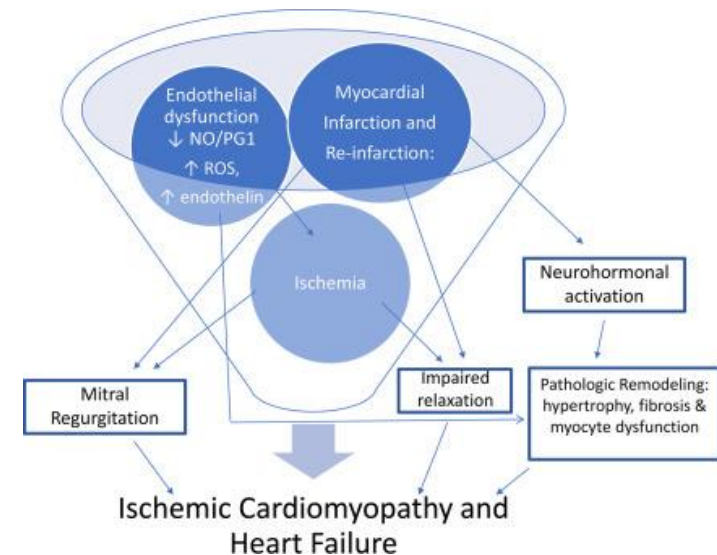 Endothelial
dysfunction
↓ NO/PG1
↑ ROS,
↑ endothelin
Myocardial
Infarction and
Re-infarction:
Ischemia
Neurohormonal
activation
Mitral
Regurgitation
Impaired
relaxation
Pathologic Remodeling:
hypertrophy, fibrosis &
myocyte dysfunction
Ischemic Cardiomyopathy and
Heart Failure